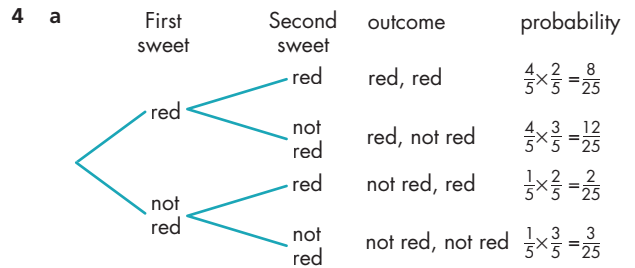 4 a First sweet Second sweet outcome probability
red red red, red 4/5 × 2/5 = 8/25
not red red, not red 4/5 × 3/5 = 12/25
not red red not red, red 1/5 × 2/5 = 2/25
not red not red, not red 1/5 × 3/5 = 3/25